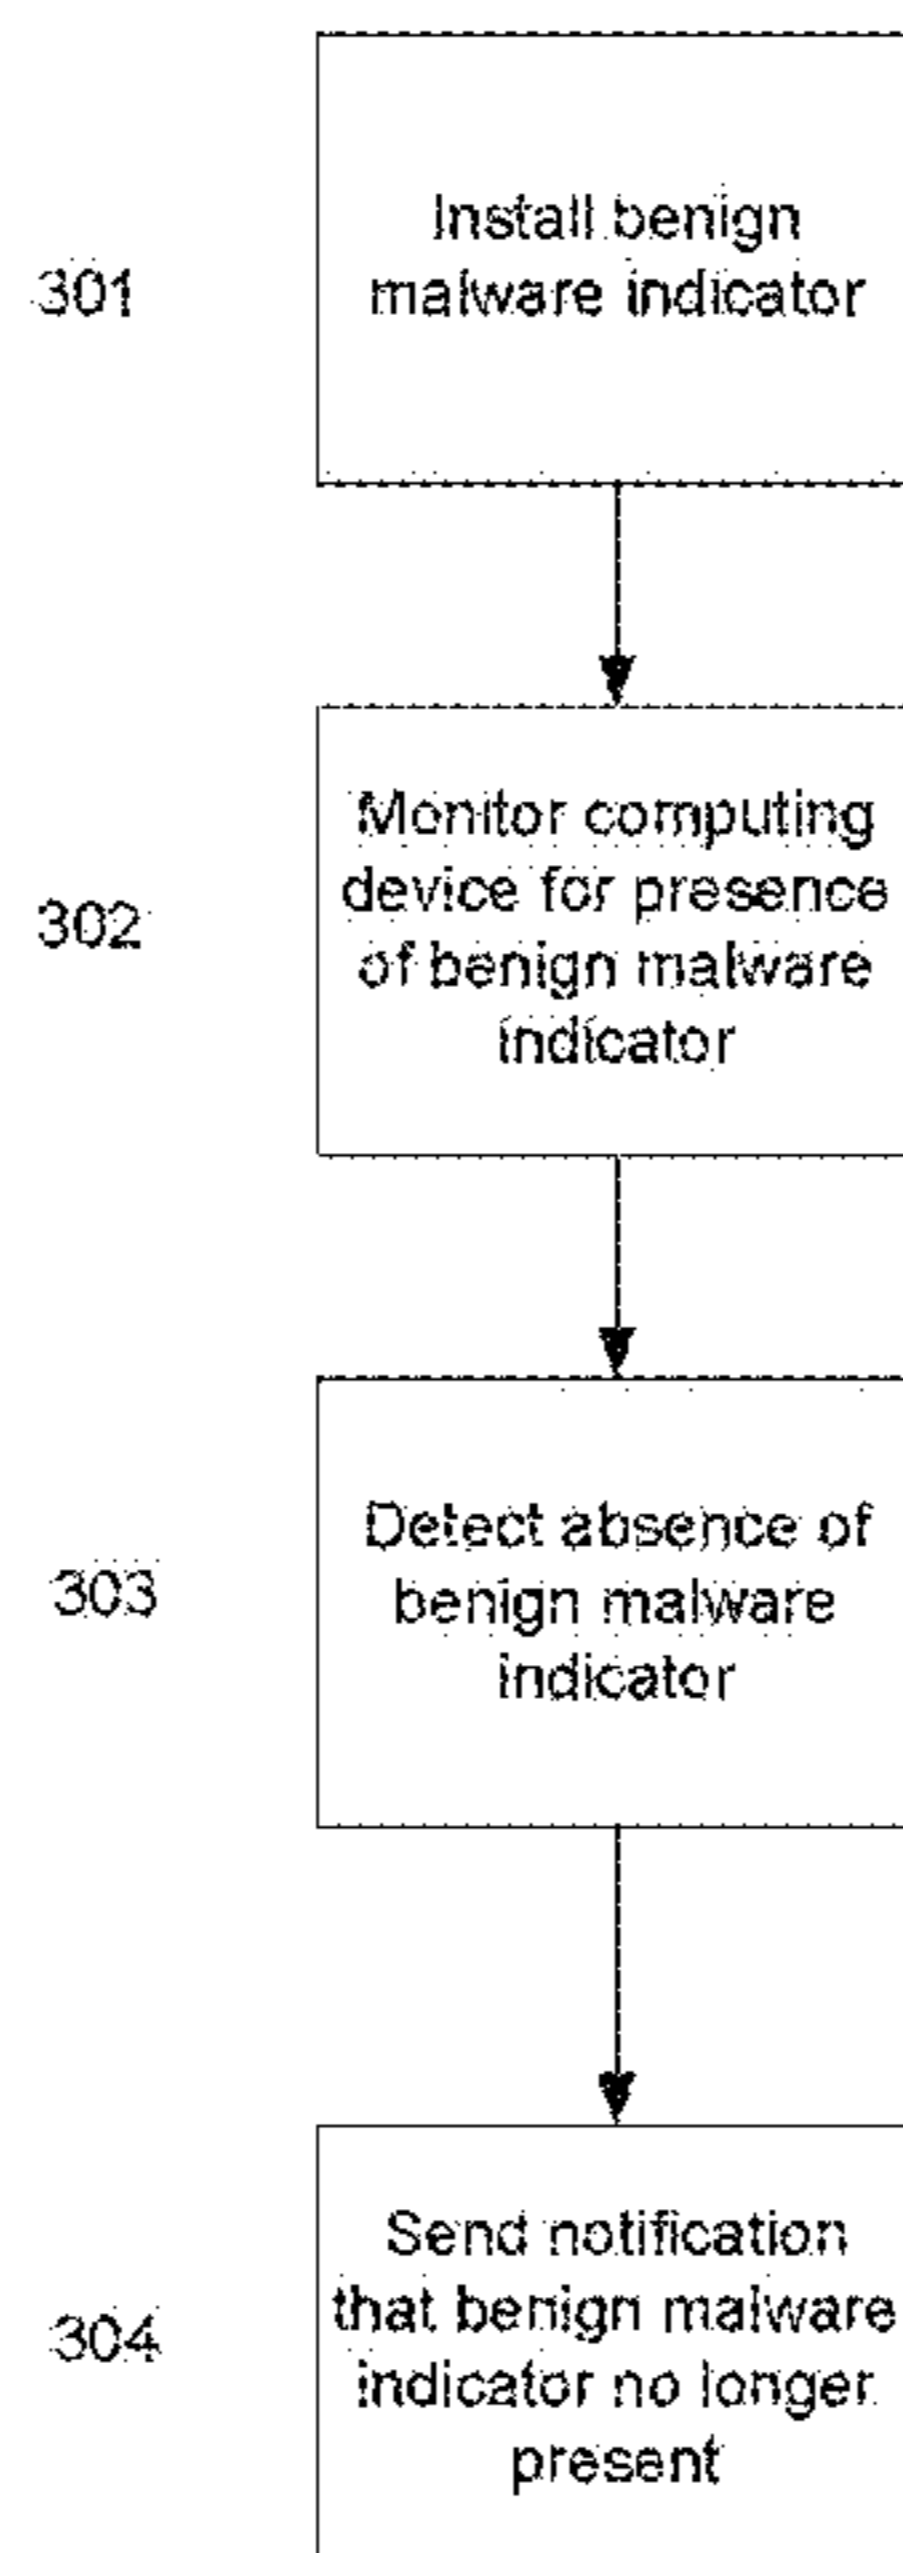 301
Install benign
malware indicator
302
Monitor computing
device for presence
of benign malware
indicator
303
Detect absence of
benign malware
indicator
304
Send notification
that benign malware
indicator no longer
present